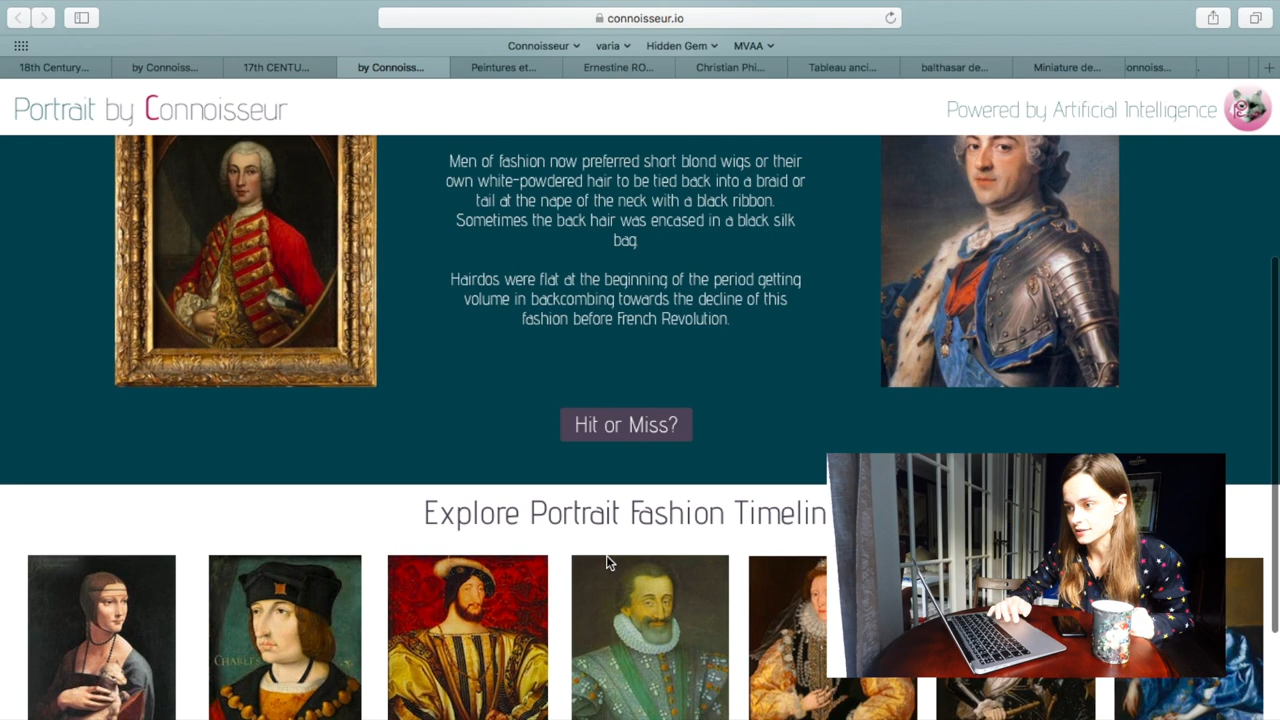 connoisseur.io
Connoisseur varia Hidden Gem MVAA
18th Century... by Connoiss... 17th CENTU... by Connoiss... Peintures et... Ernestine RO... Christian Phi... Tableau anci... balthasar de... Miniature de... onnoiss...
Portrait by Connoisseur
Powered by Artificial Intelligence
Men of fashion now preferred short blond wigs or their
own white-powdered hair to be tied back into a braid or
tail at the nape of the neck with a black ribbon.
Sometimes the back hair was encased in a black silk
bag.
Hairdos were flat at the beginning of the period getting
volume in backcombing towards the decline of this
fashion before French Revolution.
Hit or Miss?
Explore Portrait Fashion Timelin
CHARLES